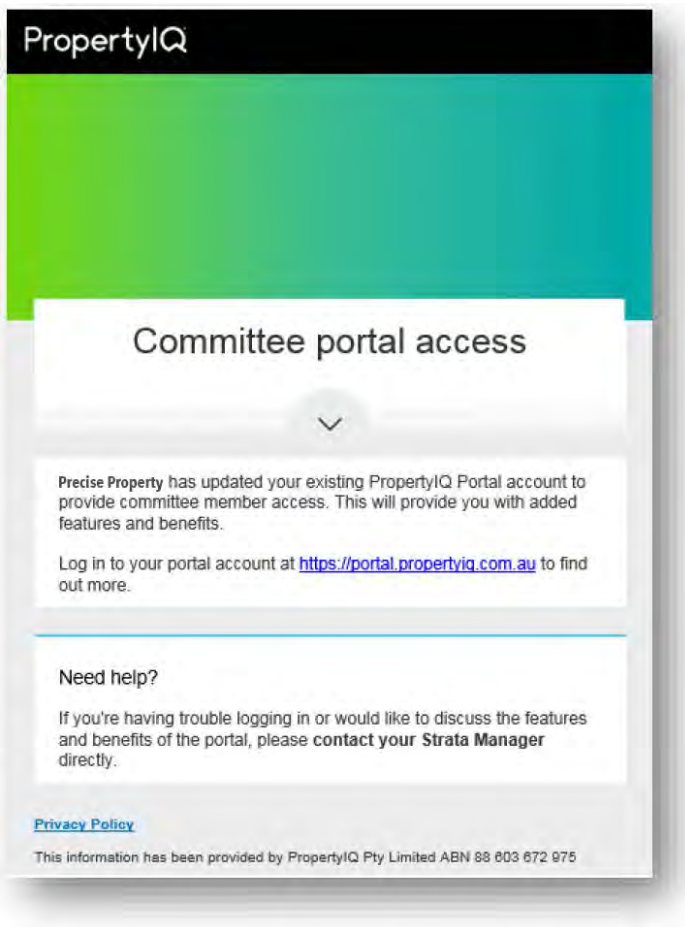 PropertyIQ
Committee portal access
Precise Property has updated your existing PropertyIQ Portal account to
provide committee member access. This will provide you with added
features and benefits.
Log in to your portal account at https://portal.propertyiq.com.au to find
out more.
Need help?
If you're having trouble logging in or would like to discuss the features
and benefits of the portal, please contact your Strata Manager
directly.
Privacy Policy
This information has been provided by PropertyIQ Pty Limited ABN 88 603 672 975